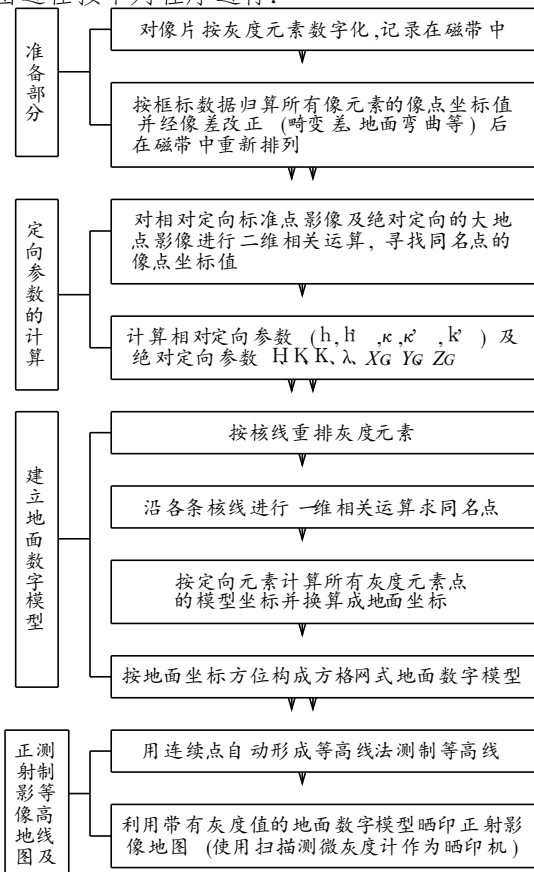 准备部分
对像片按灰度元素数字化,记录在磁带中
按框标数据归算所有像元素的像点坐标值
并经像差改正 (畸变差、地面弯曲等) 后
在磁带中重新排列
定向参数的计算
对相对定向标准点影像及绝对定向的大地
点影像进行二维相关运算, 寻找同名点的
像点坐标值
计算相对定向参数 (h, h' ,κ ,κ' , k' ) 及
绝对定向参数 H、K、K、λ、XG、YG、ZG
建立地面数字模型
按核线重排灰度元素
沿各条核线进行一维相关运算求同名点
按定向元素计算所有灰度元素点
的模型坐标并换算成地面坐标
按地面坐标方位构成方格网式地面数字模型
测制等高线及
正射影像地图
用连续点自动形成等高线法测制等高线
利用带有灰度值的地面数字模型晒印正射影
像地图 (使用扫描测微灰度计作为晒印机)